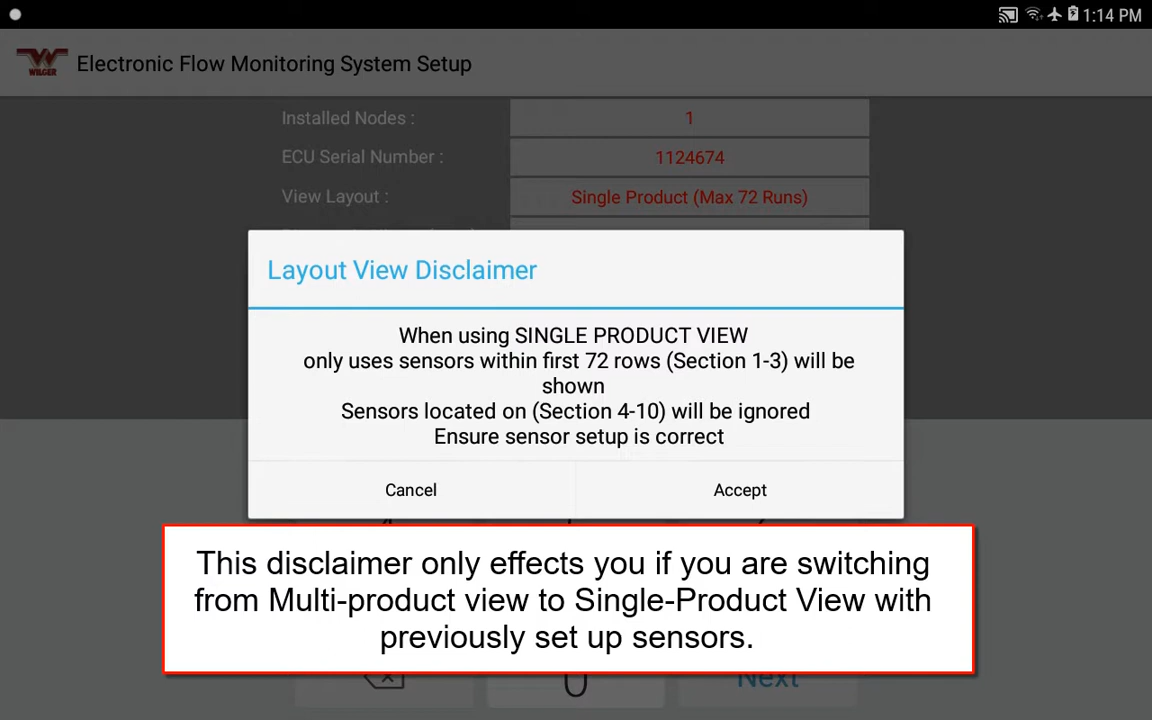 1:14 PM
WILGER
Electronic Flow Monitoring System Setup
Installed Nodes :
1
ECU Serial Number :
1124674
View Layout :
Single Product (Max 72 Runs)
Layout View Disclaimer
When using SINGLE PRODUCT VIEW
only uses sensors within first 72 rows (Section 1-3) will be
shown
Sensors located on (Section 4-10) will be ignored
Ensure sensor setup is correct
Cancel
Accept
This disclaimer only effects you if you are switching
from Multi-product view to Single-Product View with
previously set up sensors.
0
Next